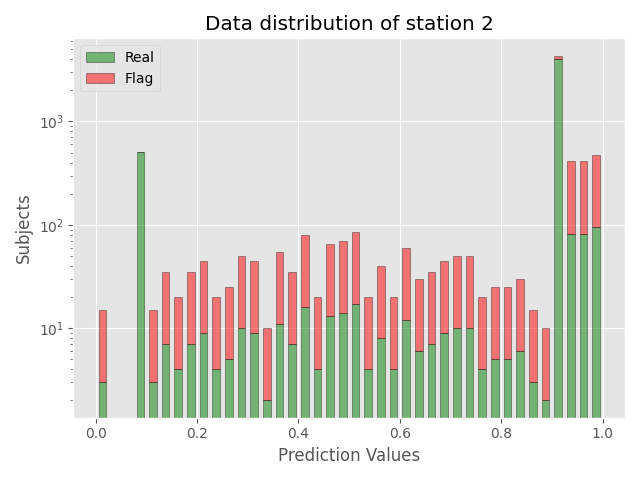 Data distribution of station 2
Real
Flag
10³
10²
10¹
Subjects
0.0 0.2 0.4 0.6 0.8 1.0
Prediction Values